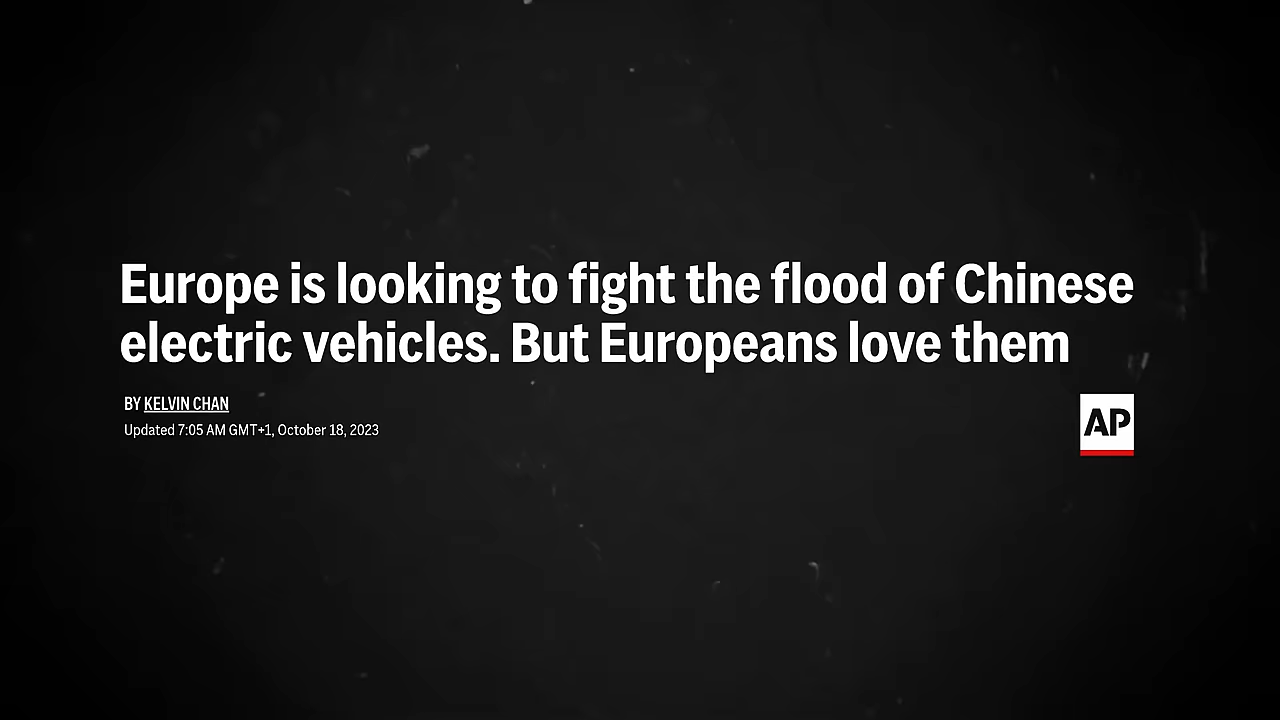 Europe is looking to fight the flood of Chinese
electric vehicles. But Europeans love them
BY KELVIN CHAN
Updated 7:05 AM GMT+1, October 18, 2023
AP